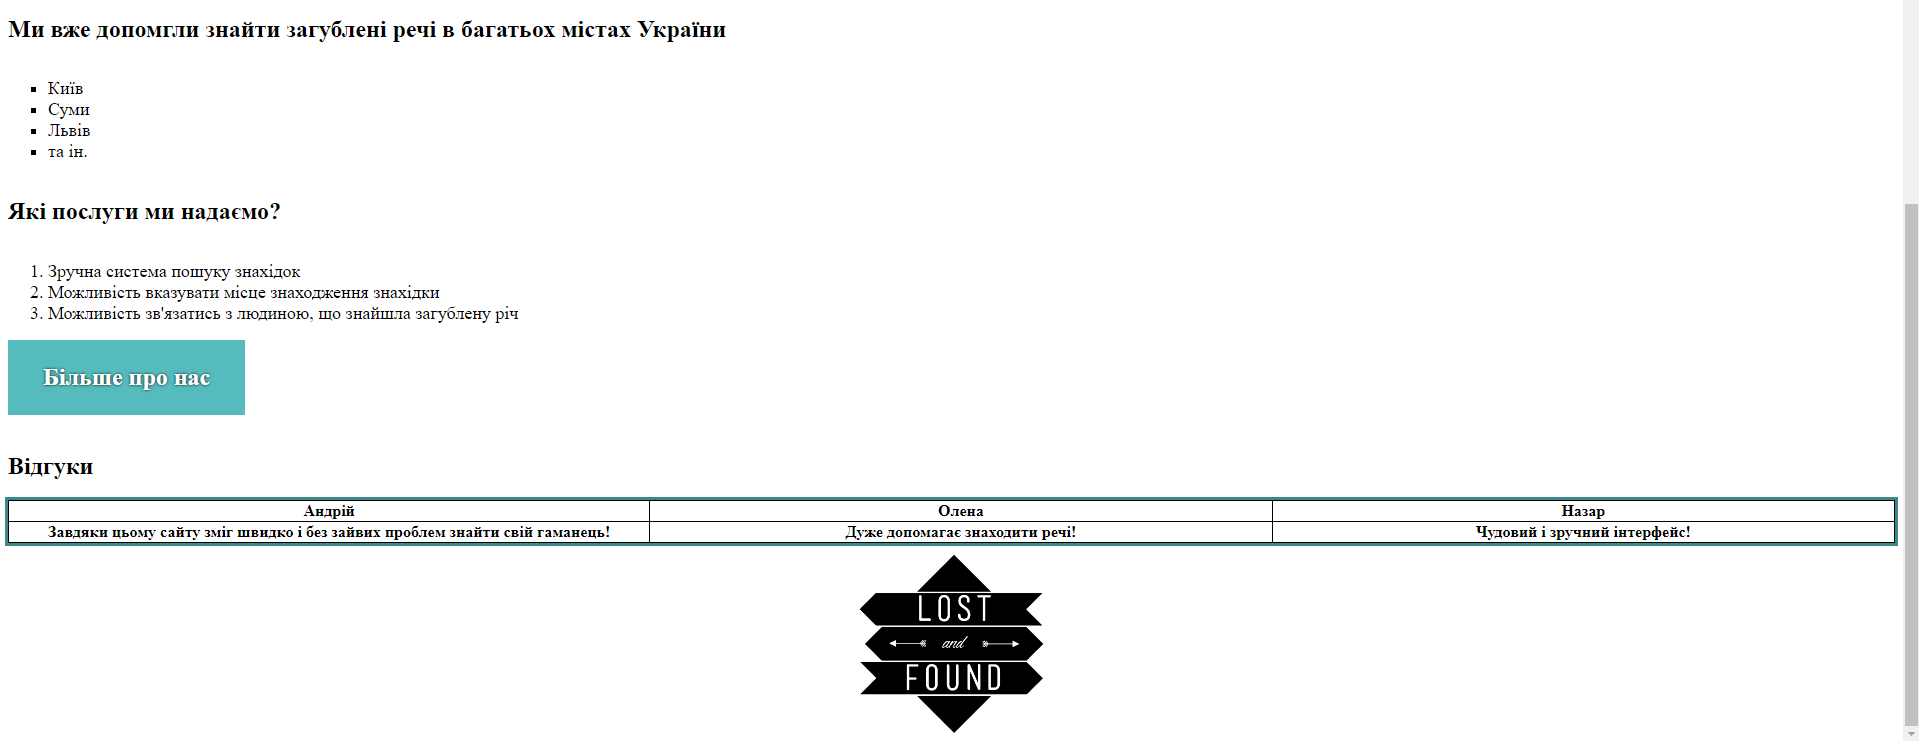 Ми вже допомгли знайти загублені речі в багатьох містах України
Київ
Суми
Львів
та ін.
Які послуги ми надаємо?
1. Зручна система пошуку знахідок
2. Можливість вказувати місце знаходження знахідки
3. Можливість зв'язатись з людиною, що знайшла загублену річ
Більше про нас
Відгуки
Андрій Олена Назар
Завдяки цьому сайту зміг швидко і без зайвих проблем знайти свій гаманець! Дуже допомагає знаходити речі! Чудовий і зручний інтерфейс!
LOST
and
FOUND